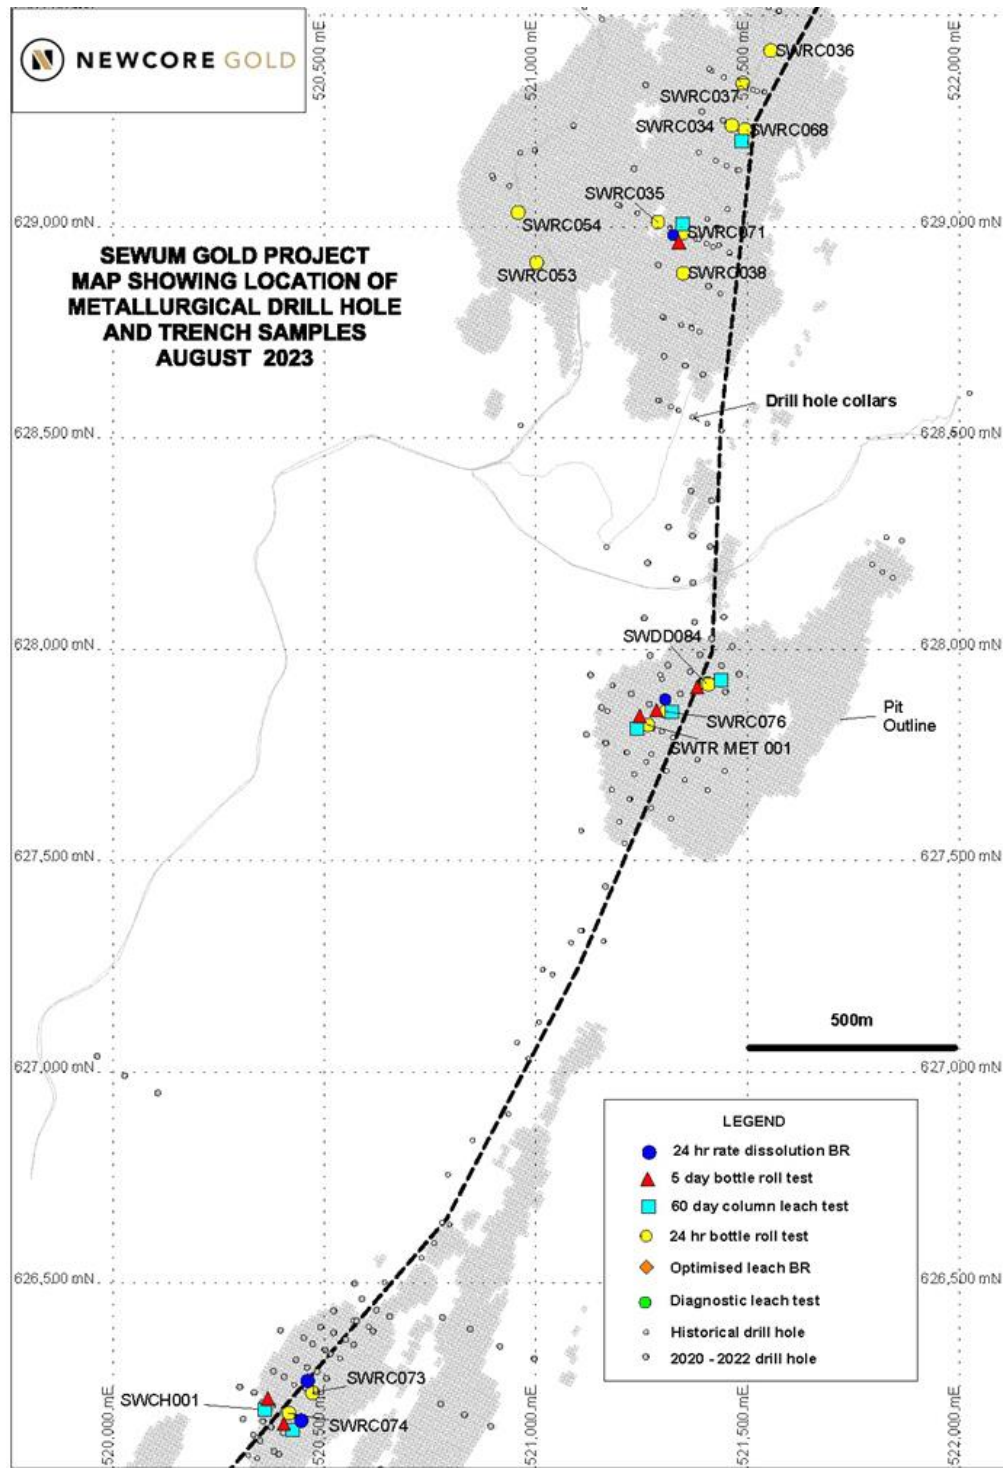 NEWCORE GOLD
520,500 mE
521,000 mE
521,500 mE
522,000 mE
SWRC036
SWRC037
SWRC034
SWRC068
SWRC035
629,000 mN
629,000 mN
SWRC054
SWRC071
SWRC053
SWRC038
SEWUM GOLD PROJECT
MAP SHOWING LOCATION OF
METALLURGICAL DRILL HOLE
AND TRENCH SAMPLES
AUGUST 2023
Drill hole collars
628,500 mN
628,500 mN
628,000 mN
628,000 mN
SWDD084
SWRC076
SWTR MET 001
Pit
Outline
627,500 mN
627,500 mN
500m
627,000 mN
627,000 mN
LEGEND
24 hr rate dissolution BR
5 day bottle roll test
60 day column leach test
24 hr bottle roll test
Optimised leach BR
Diagnostic leach test
Historical drill hole
2020 - 2022 drill hole
626,500 mN
626,500 mN
SWRC073
SWCH001
SWRC074
520,000 mE
520,500 mE
521,000 mE
521,500 mE
522,000 mE